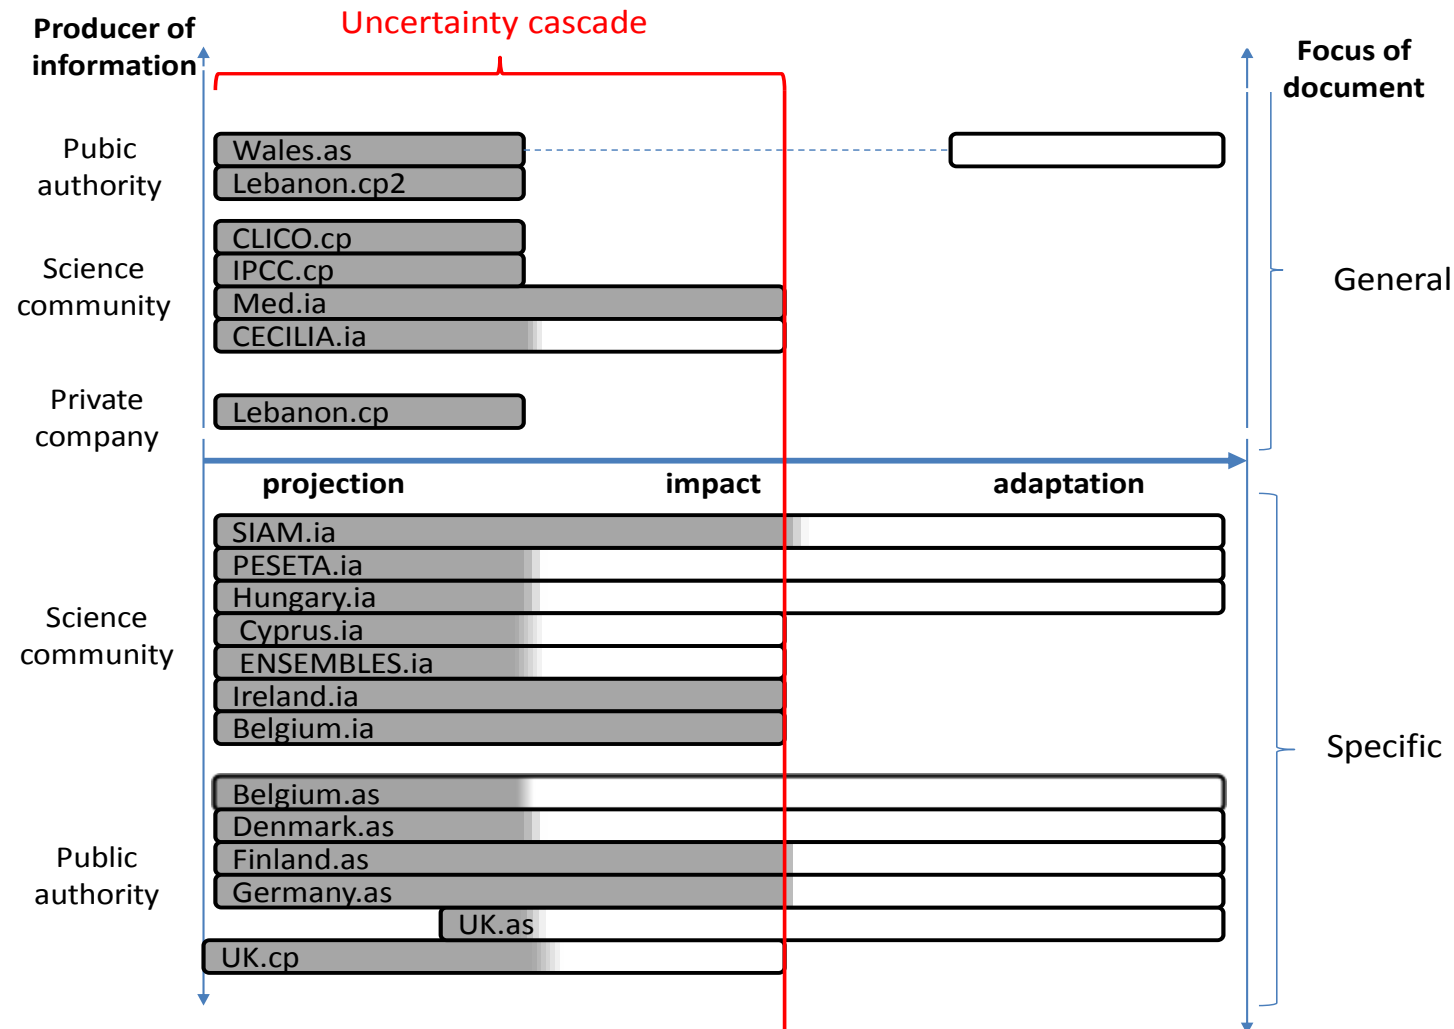 Uncertainty cascade
Producer of
information
Focus of
document
Pubic
authority
Wales.as
Lebanon.cp2
Science
community
CLICO.cp
IPCC.cp
Med.ia
CECILIA.ia
General
Private
company
Lebanon.cp
projection
impact
adaptation
Science
community
SIAM.ia
PESETA.ia
Hungary.ia
Cyprus.ia
ENSEMBLES.ia
Ireland.ia
Belgium.ia
Specific
Public
authority
Belgium.as
Denmark.as
Finland.as
Germany.as
UK.as
UK.cp